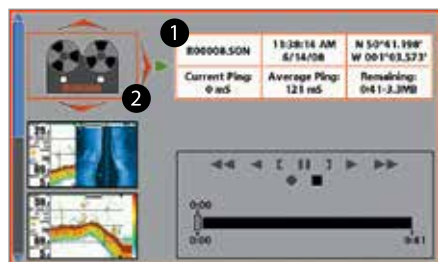 1
R00008.SON
11:38:16 AM
6/14/08
N 50°41.198'
W 001°03.573'
Current Ping:
0 mS
Average Ping:
121 mS
Remaining:
0:41-3.3MB
2
0:00
0:00
0:41